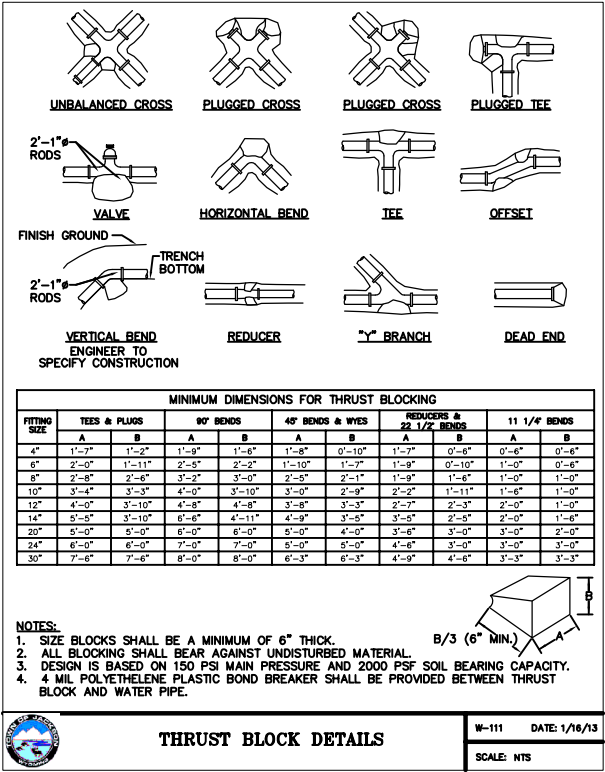 UNBALANCED CROSS
PLUGGED CROSS
PLUGGED CROSS
PLUGGED TEE
2'-1"ø
RODS
VALVE
HORIZONTAL BEND
TEE
OFFSET
FINISH GROUND
TRENCH
BOTTOM
2'-1"ø
RODS
VERTICAL BEND
ENGINEER TO
SPECIFY CONSTRUCTION
REDUCER
"Y" BRANCH
DEAD END
MINIMUM DIMENSIONS FOR THRUST BLOCKING
FITTING SIZE TEES & PLUGS 90° BENDS 45° BENDS & WYES REDUCERS & 22 1/2° BENDS 11 1/4° BENDS
A B A B A B A B A B
4" 1'-7" 1'-2" 1'-9" 1'-6" 1'-8" 0'-10" 1'-7" 0'-6" 0'-6" 0'-6"
6" 2'-0" 1'-11" 2'-5" 2'-2" 1'-10" 1'-7" 1'-9" 0'-10" 1'-0" 0'-6"
8" 2'-8" 2'-6" 3'-2" 3'-0" 2'-5" 2'-1" 1'-9" 1'-6" 1'-0" 1'-0"
10" 3'-4" 3'-3" 4'-0" 3'-10" 3'-0" 2'-9" 2'-2" 1'-11" 1'-6" 1'-0"
12" 4'-0" 3'-10" 4'-8" 4'-8" 3'-8" 3'-3" 2'-7" 2'-3" 2'-0" 1'-0"
14" 5'-5" 3'-10" 6'-6" 4'-11" 4'-9" 3'-5" 3'-5" 2'-5" 2'-0" 1'-6"
20" 5'-0" 5'-0" 6'-0" 6'-0" 5'-0" 4'-0" 3'-6" 3'-0" 3'-0" 2'-0"
24" 6'-0" 6'-0" 7'-0" 7'-0" 5'-0" 5'-0" 4'-6" 3'-0" 3'-0" 3'-0"
30" 7'-6" 7'-6" 8'-0" 8'-0" 6'-3" 6'-3" 4'-9" 4'-6" 3'-3" 3'-3"
B
A
B/3 (6" MIN.)
NOTES:
1. SIZE BLOCKS SHALL BE A MINIMUM OF 6" THICK.
2. ALL BLOCKING SHALL BEAR AGAINST UNDISTURBED MATERIAL.
3. DESIGN IS BASED ON 150 PSI MAIN PRESSURE AND 2000 PSF SOIL BEARING CAPACITY.
4. 4 MIL POLYETHELENE PLASTIC BOND BREAKER SHALL BE PROVIDED BETWEEN THRUST
BLOCK AND WATER PIPE.
TOWN OF JACKSON
WYOMING
THRUST BLOCK DETAILS
W-111 DATE: 1/16/13
SCALE: NTS